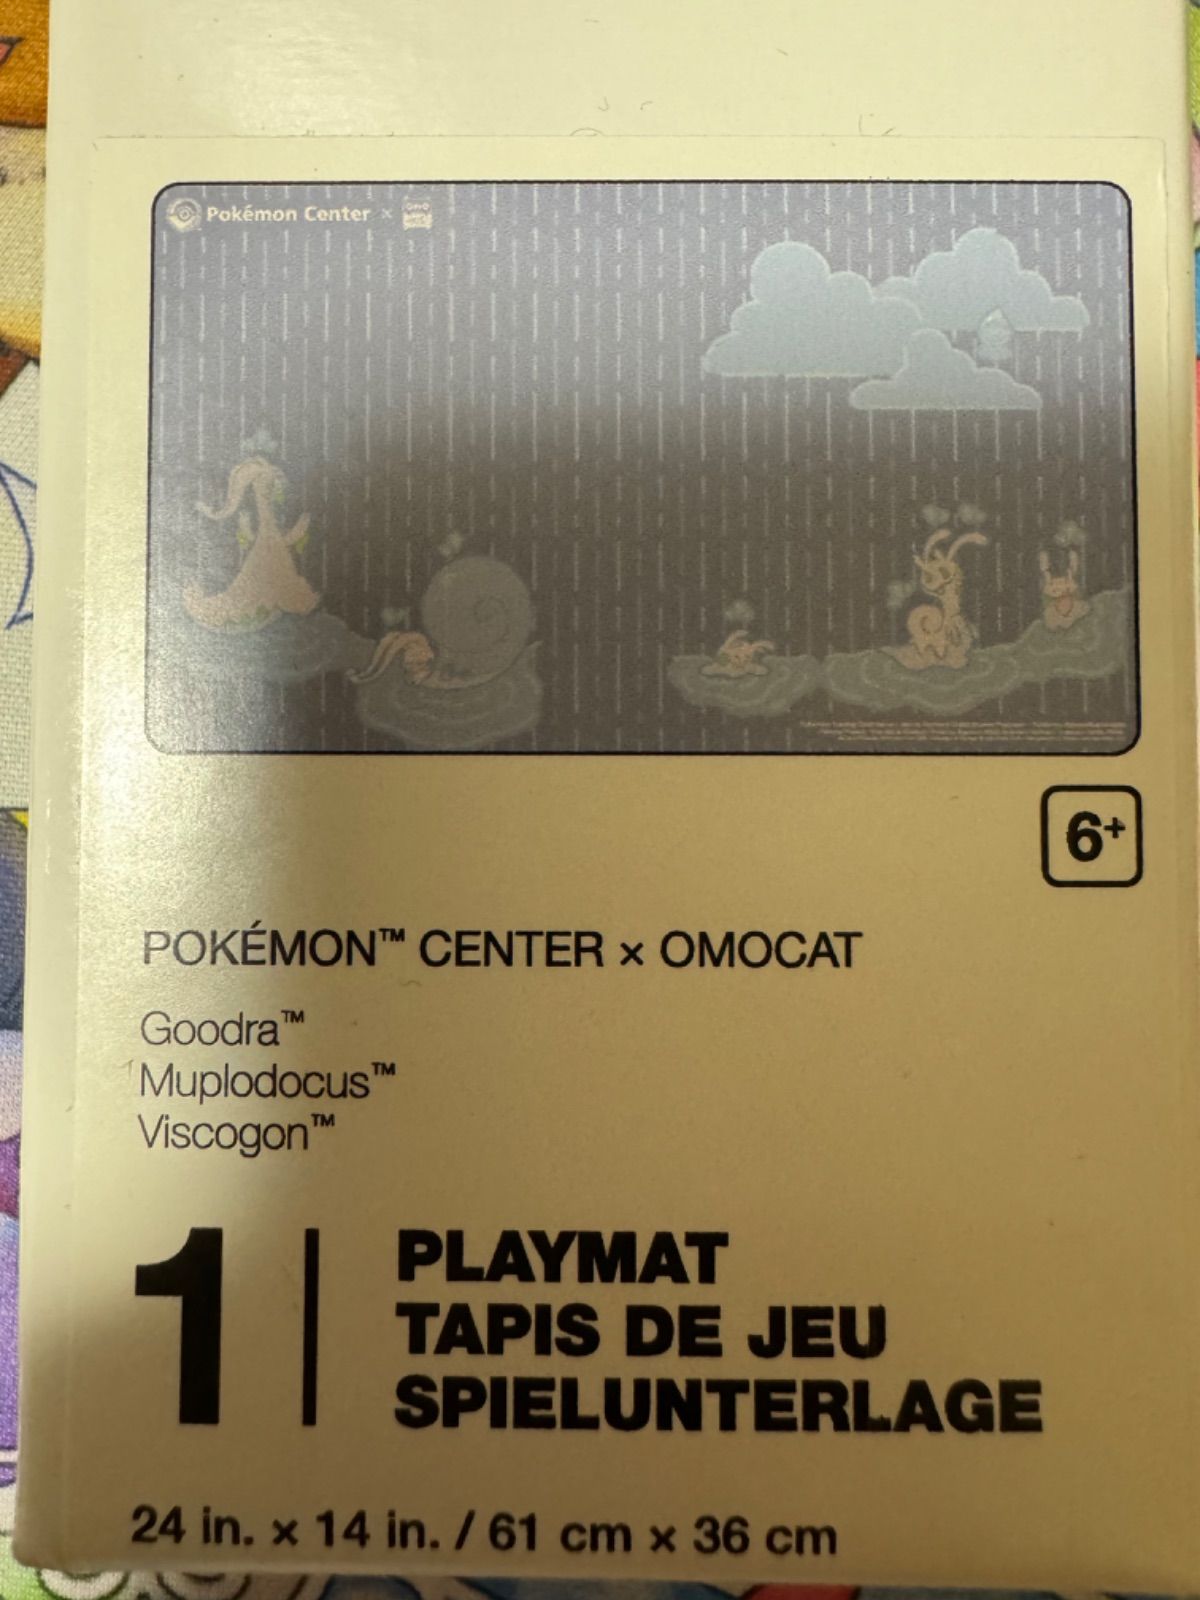 Pokémon Center ×
6+
POKÉMON™ CENTER × OMOCAT
Goodra™
Muplodocus™
Viscogon™
1
PLAYMAT
TAPIS DE JEU
SPIELUNTERLAGE
24 in. x 14 in. / 61 cm x 36 cm